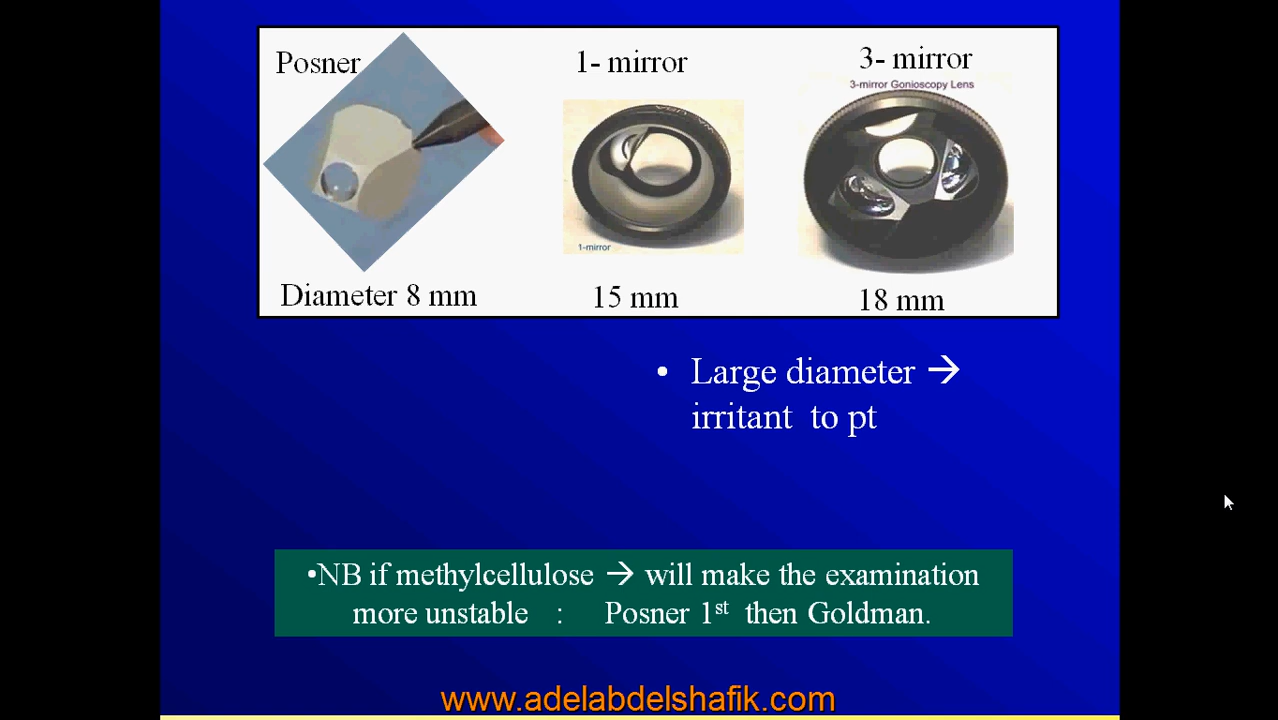 Posner
1- mirror
3- mirror
3-mirror Gonioscopy Lens
1-mirror
Diameter 8 mm
15 mm
18 mm
• Large diameter →
irritant to pt
•NB if methylcellulose → will make the examination
more unstable : Posner 1st then Goldman.
www.adelabdelshafik.com